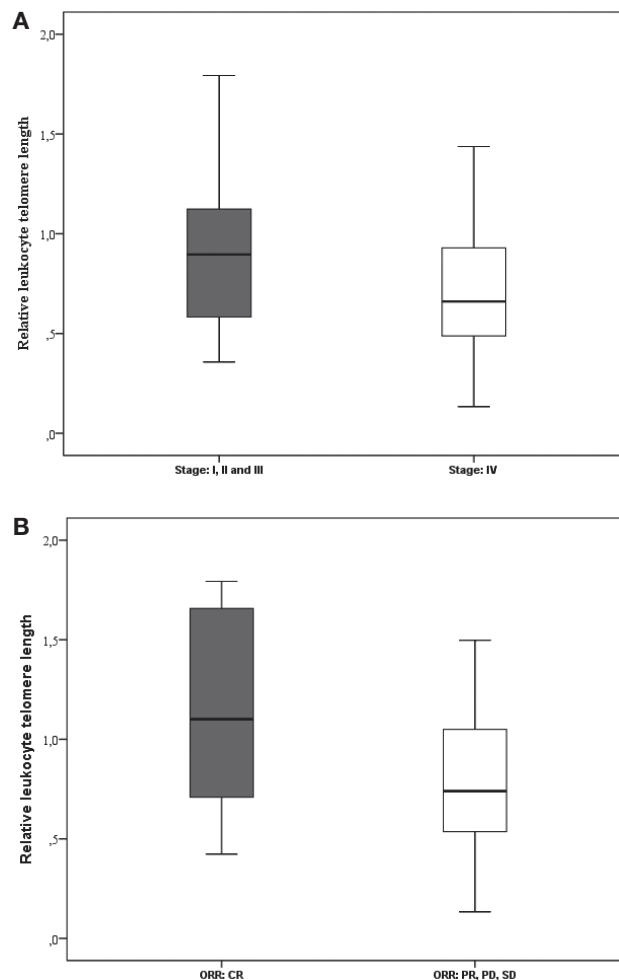 A
Relative leukocyte telomere length
2,0
1,5
1,0
,5
,0
Stage: I, II and III
Stage: IV
B
Relative leukocyte telomere length
2,0
1,5
1,0
,5
,0
ORR: CR
ORR: PR, PD, SD